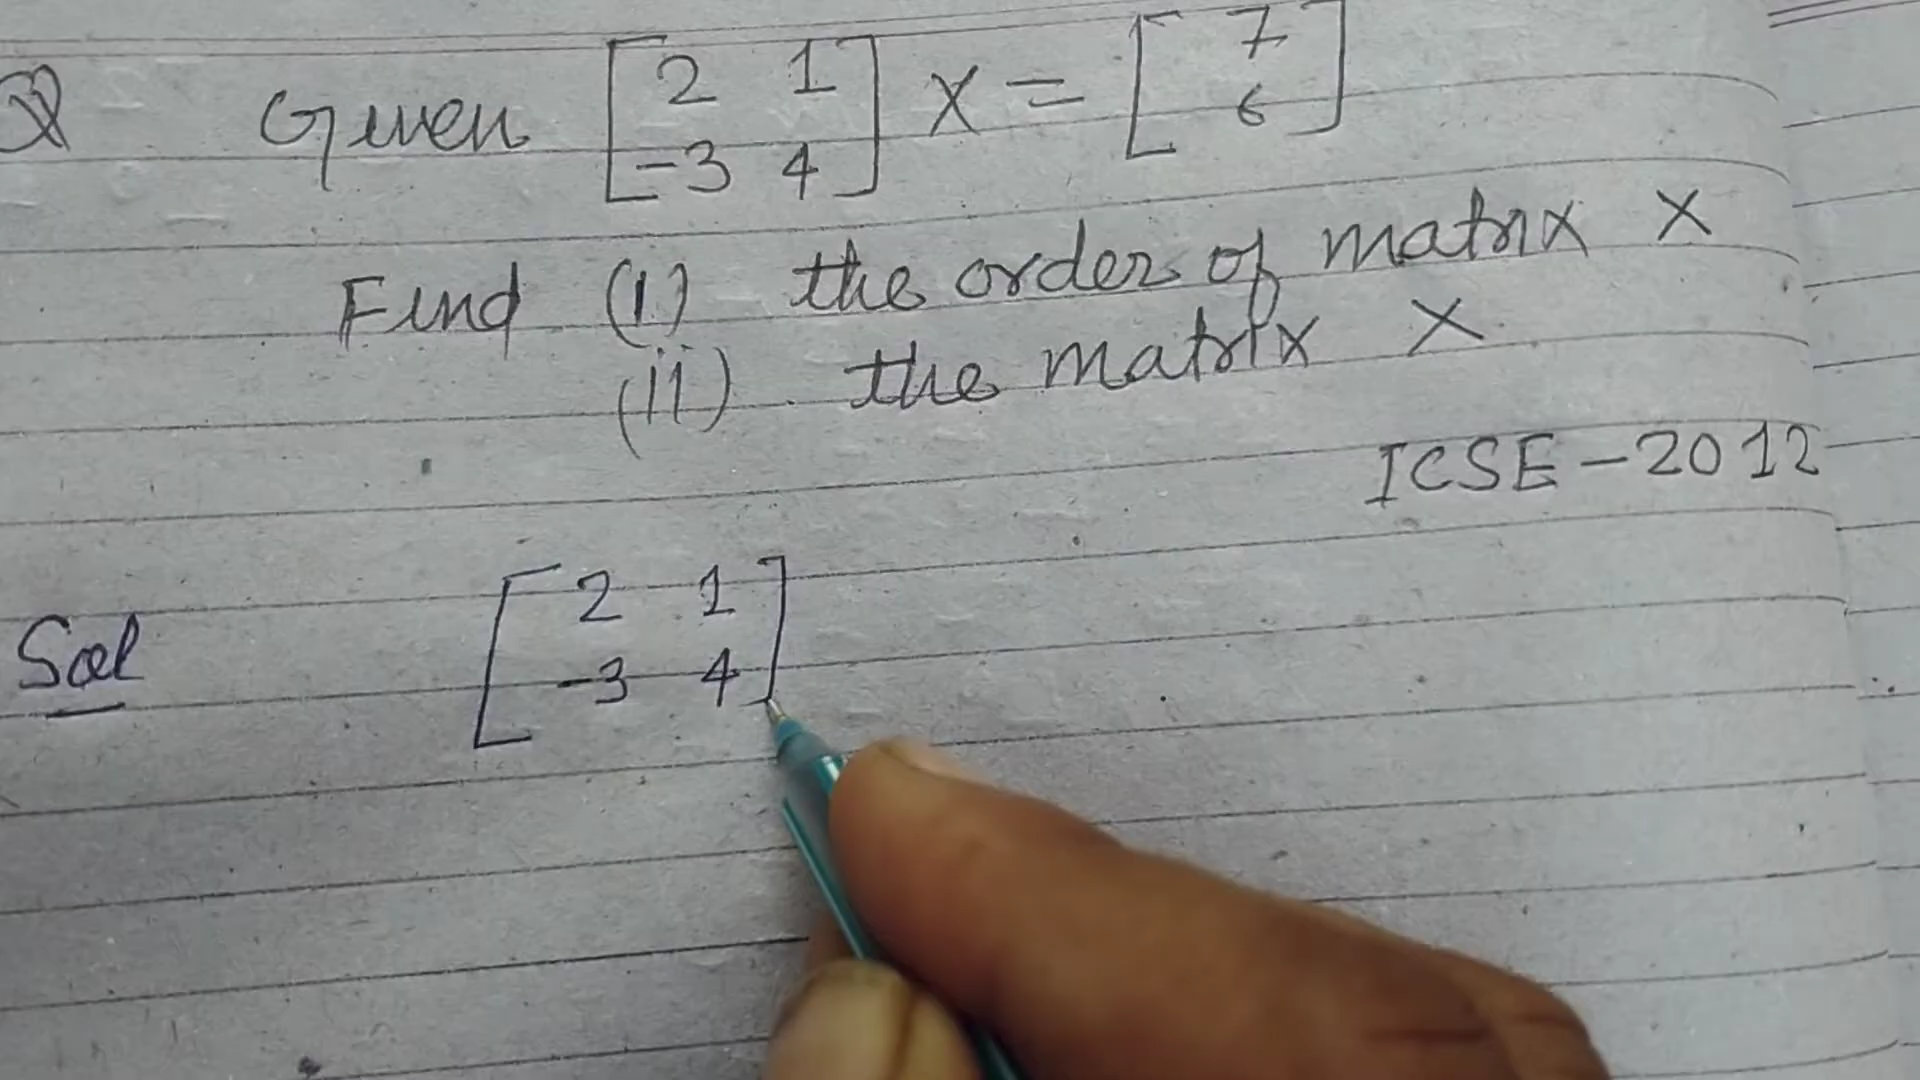 Q Given [2 1 -3 4] X = [7 6]
Find (i) the order of matrix X
(ii) the matrix X
ICSE-2012
Sol [2 1
-3 4]